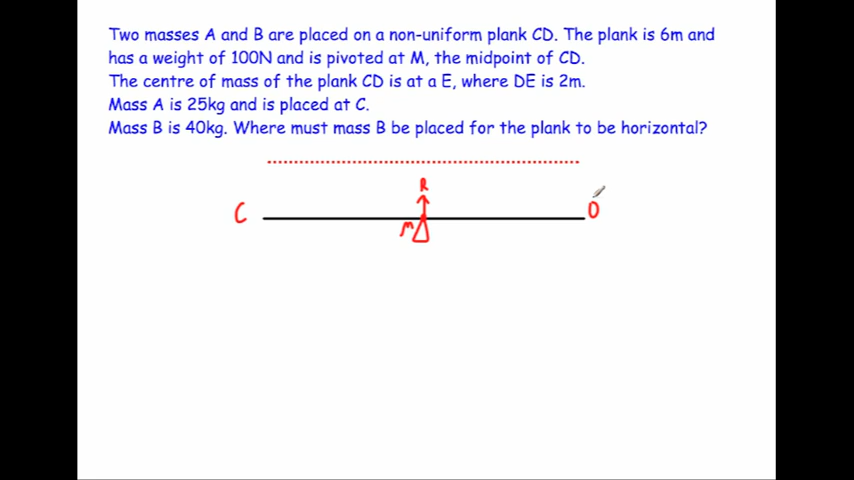 Two masses A and B are placed on a non-uniform plank CD. The plank is 6m and
has a weight of 100N and is pivoted at M, the midpoint of CD.
The centre of mass of the plank CD is at a E, where DE is 2m.
Mass A is 25kg and is placed at C.
Mass B is 40kg. Where must mass B be placed for the plank to be horizontal?
R
C D
M